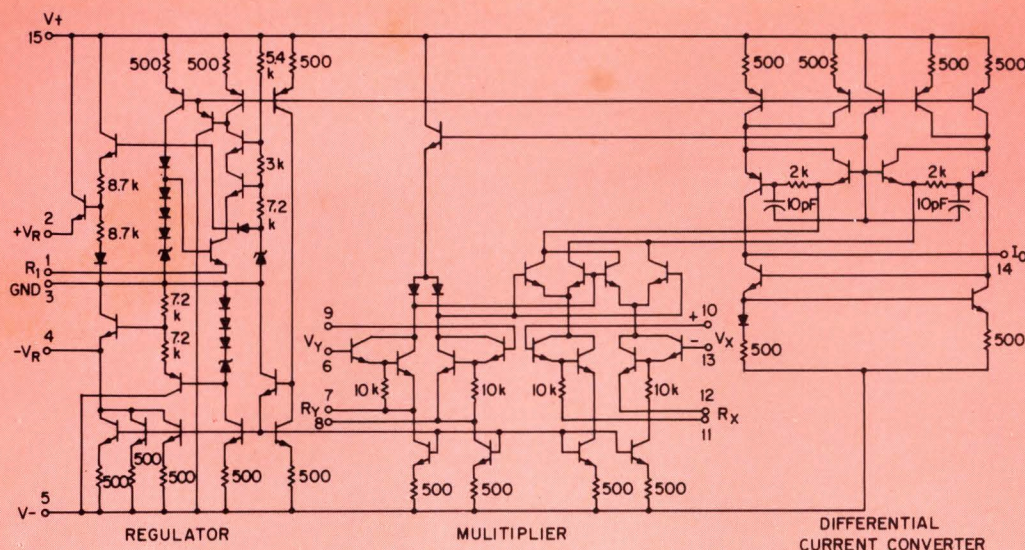 V+
15
500
500
5.4
k
500
500
500
500
500
3k
2k
2k
8.7k
10pF
10pF
2
+VR
8.7k
7.2
k
1
R1
GND
3
IO
14
4
-VR
7.2
k
7.2
k
9
VY
6
10
+
VX
-
13
500
500
10k
10k
10k
10k
7
RY
8
12
RX
11
500
500
500
500
500
500
500
500
500
5
V-
REGULATOR
MULITIPLIER
DIFFERENTIAL
CURRENT CONVERTER